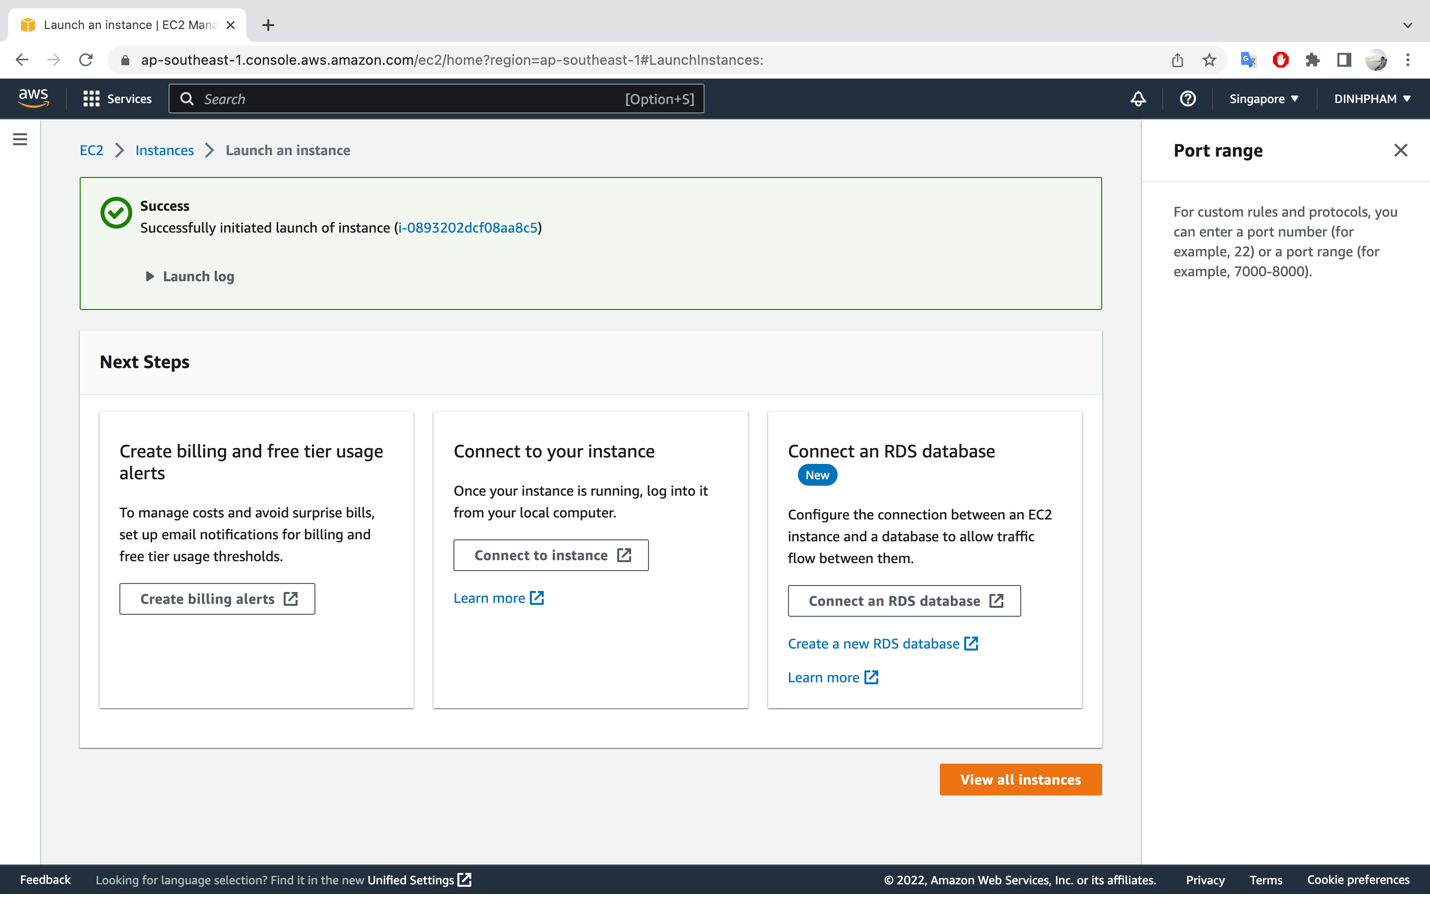 Launch an instance | EC2 Mana
ap-southeast-1.console.aws.amazon.com/ec2/home?region=ap-southeast-1#LaunchInstances:
aws
Services
Search
[Option+S]
Singapore
DINHPHAM
EC2
Instances
Launch an instance
Success
Successfully initiated launch of instance (i-0893202dcf08aa8c5)
Launch log
Next Steps
Create billing and free tier usage
alerts
To manage costs and avoid surprise bills,
set up email notifications for billing and
free tier usage thresholds.
Create billing alerts
Connect to your instance
Once your instance is running, log into it
from your local computer.
Connect to instance
Learn more
Connect an RDS database
New
Configure the connection between an EC2
instance and a database to allow traffic
flow between them.
Connect an RDS database
Create a new RDS database
Learn more
View all instances
Port range
For custom rules and protocols, you
can enter a port number (for
example, 22) or a port range (for
example, 7000-8000).
Feedback
Looking for language selection? Find it in the new Unified Settings
© 2022, Amazon Web Services, Inc. or its affiliates.
Privacy
Terms
Cookie preferences